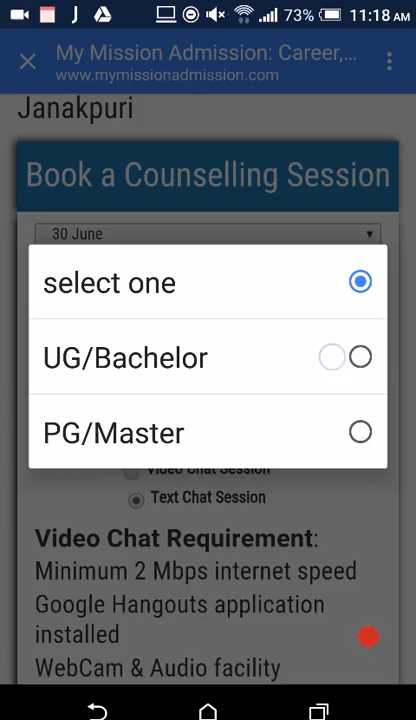 73% 11:18 AM
My Mission Admission: Career,...
www.mymissionadmission.com
Janakpuri
Book a Counselling Session
30 June
select one
UG/Bachelor
PG/Master
Video Chat Session
Text Chat Session
Video Chat Requirement:
Minimum 2 Mbps internet speed
Google Hangouts application
installed
WebCam & Audio facility